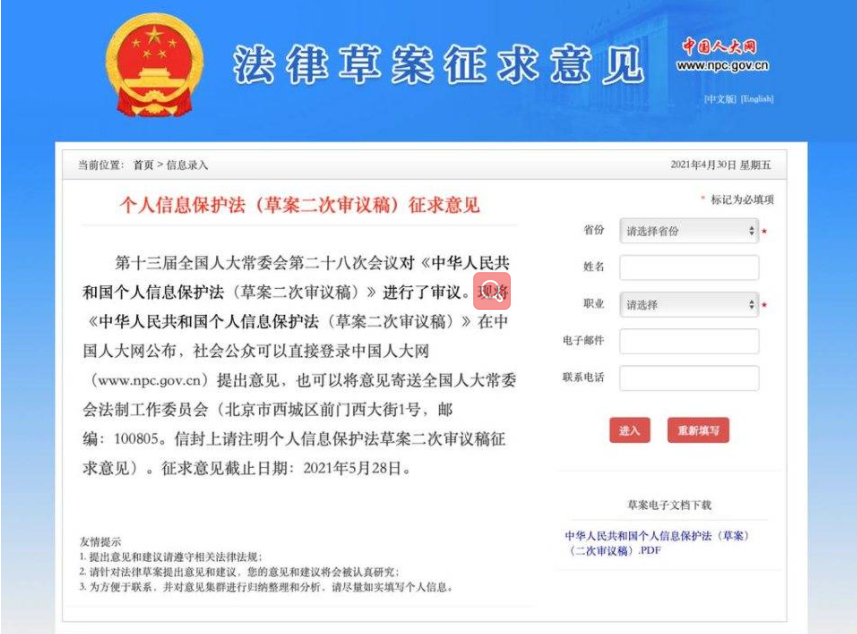 法律草案征求意见
中国人大网
www.npc.gov.cn
[中文版] [English]
当前位置： 首页 > 信息录入
2021年4月30日 星期五
个人信息保护法（草案二次审议稿）征求意见
第十三届全国人大常委会第二十八次会议对《中华人民共
和国个人信息保护法（草案二次审议稿）》进行了审议。现将
《中华人民共和国个人信息保护法（草案二次审议稿）》在中
国人大网公布，社会公众可以直接登录中国人大网
（www.npc.gov.cn）提出意见，也可以将意见寄送全国人大常委
会法制工作委员会（北京市西城区前门西大街1号，邮
编：100805。信封上请注明个人信息保护法草案二次审议稿征
求意见）。征求意见截止日期：2021年5月28日。
友情提示
1. 提出意见和建议请遵守相关法律法规；
2. 请针对法律草案提出意见和建议，您的意见和建议将会被认真研究；
3. 为方便于联系，并对意见集群进行归纳整理和分析，请尽量如实填写个人信息。
* 标记为必填项
省份 请选择省份 *
姓名
职业 请选择 *
电子邮件
联系电话
进入 重新填写
草案电子文档下载
中华人民共和国个人信息保护法（草案）
（二次审议稿）.PDF